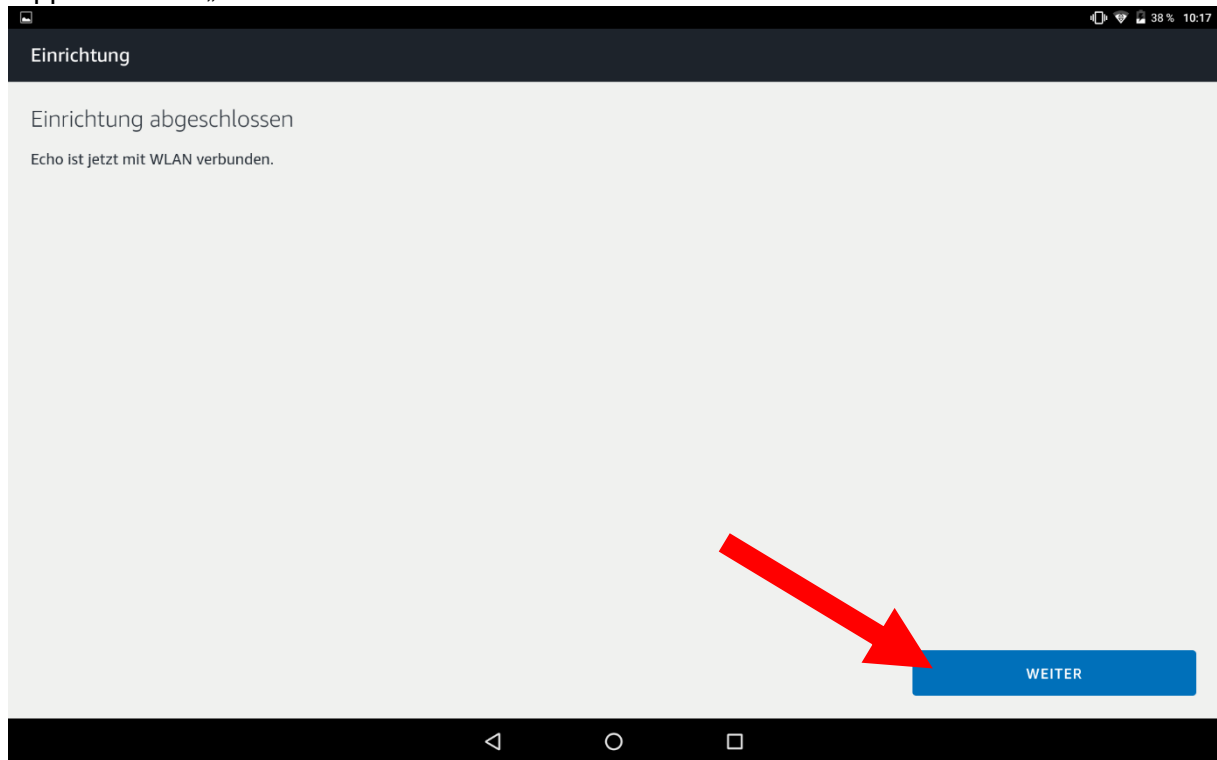 38 % 10:17
Einrichtung
Einrichtung abgeschlossen
Echo ist jetzt mit WLAN verbunden.
WEITER